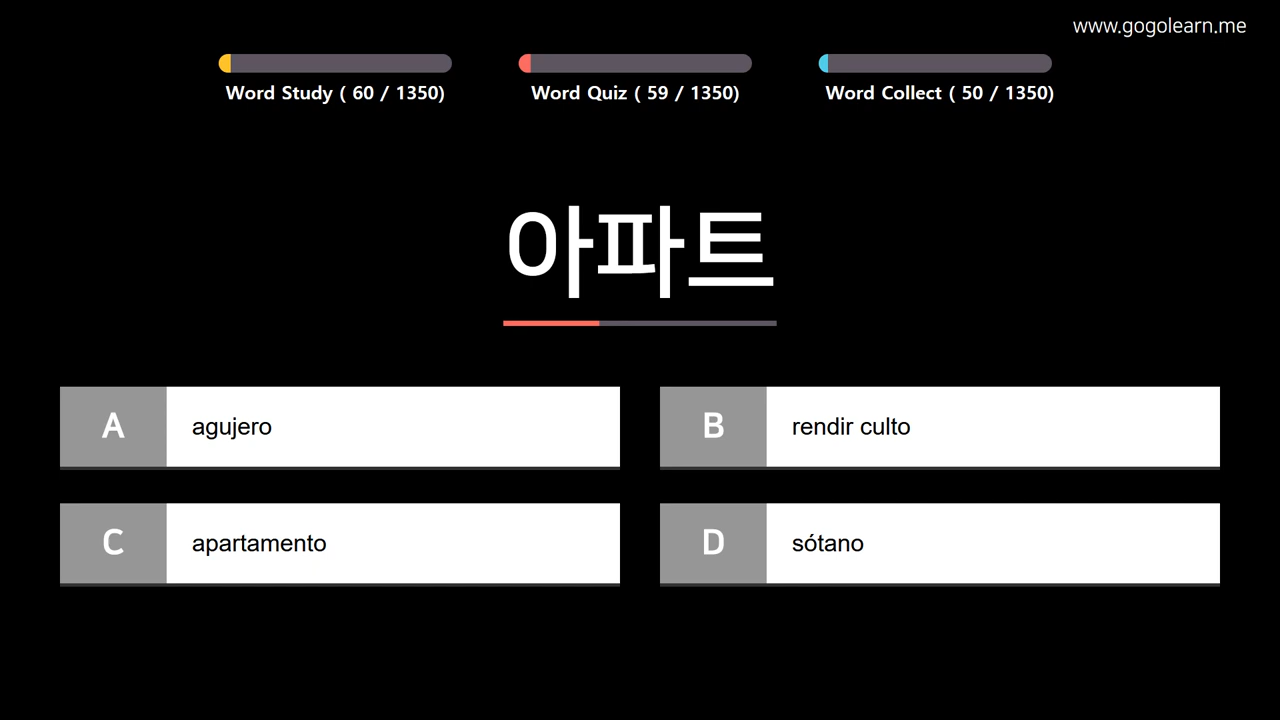 www.gogolearn.me
Word Study ( 60 / 1350)
Word Quiz ( 59 / 1350)
Word Collect ( 50 / 1350)
아파트
A agujero
B rendir culto
C apartamento
D sótano